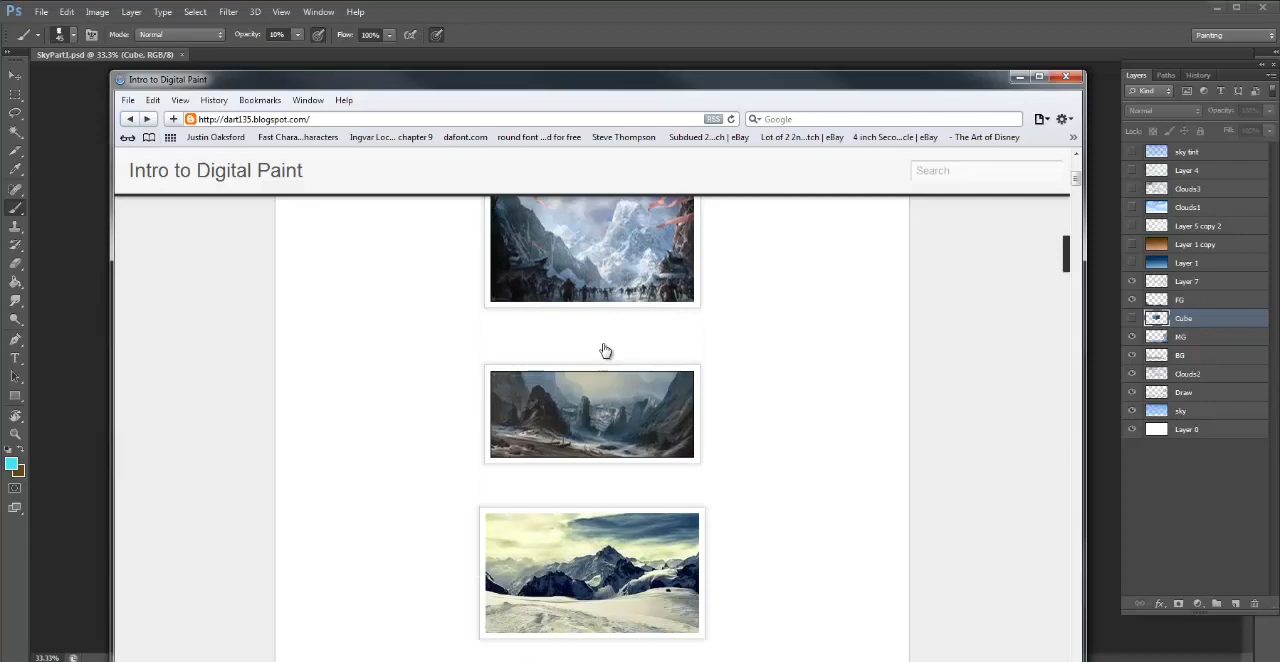 Ps File Edit Image Layer Type Select Filter 3D View Window Help
45 Mode: Normal Opacity: 10% Flow: 100% Painting
SkyPart1.psd @ 33.3% (Cube, RGB/8) ×
Intro to Digital Paint
File Edit View History Bookmarks Window Help
http://dart135.blogspot.com/ RSS Google
Justin Oaksford Fast Chara...haracters Ingvar Loc... chapter 9 dafont.com round font ...d for free Steve Thompson Subdued 2...ch | eBay Lot of 2 2n...tch | eBay 4 inch Seco...cle | eBay - The Art of Disney »
Intro to Digital Paint
Search
Layers Paths History
Kind
Normal Opacity: 100%
Lock: Fill: 100%
sky tint
Layer 4
Clouds3
Clouds1
Layer 5 copy 2
Layer 1 copy
Layer 1
Layer 7
FG
Cube
MG
BG
Clouds2
Draw
sky
Layer 0
fx
33.33%